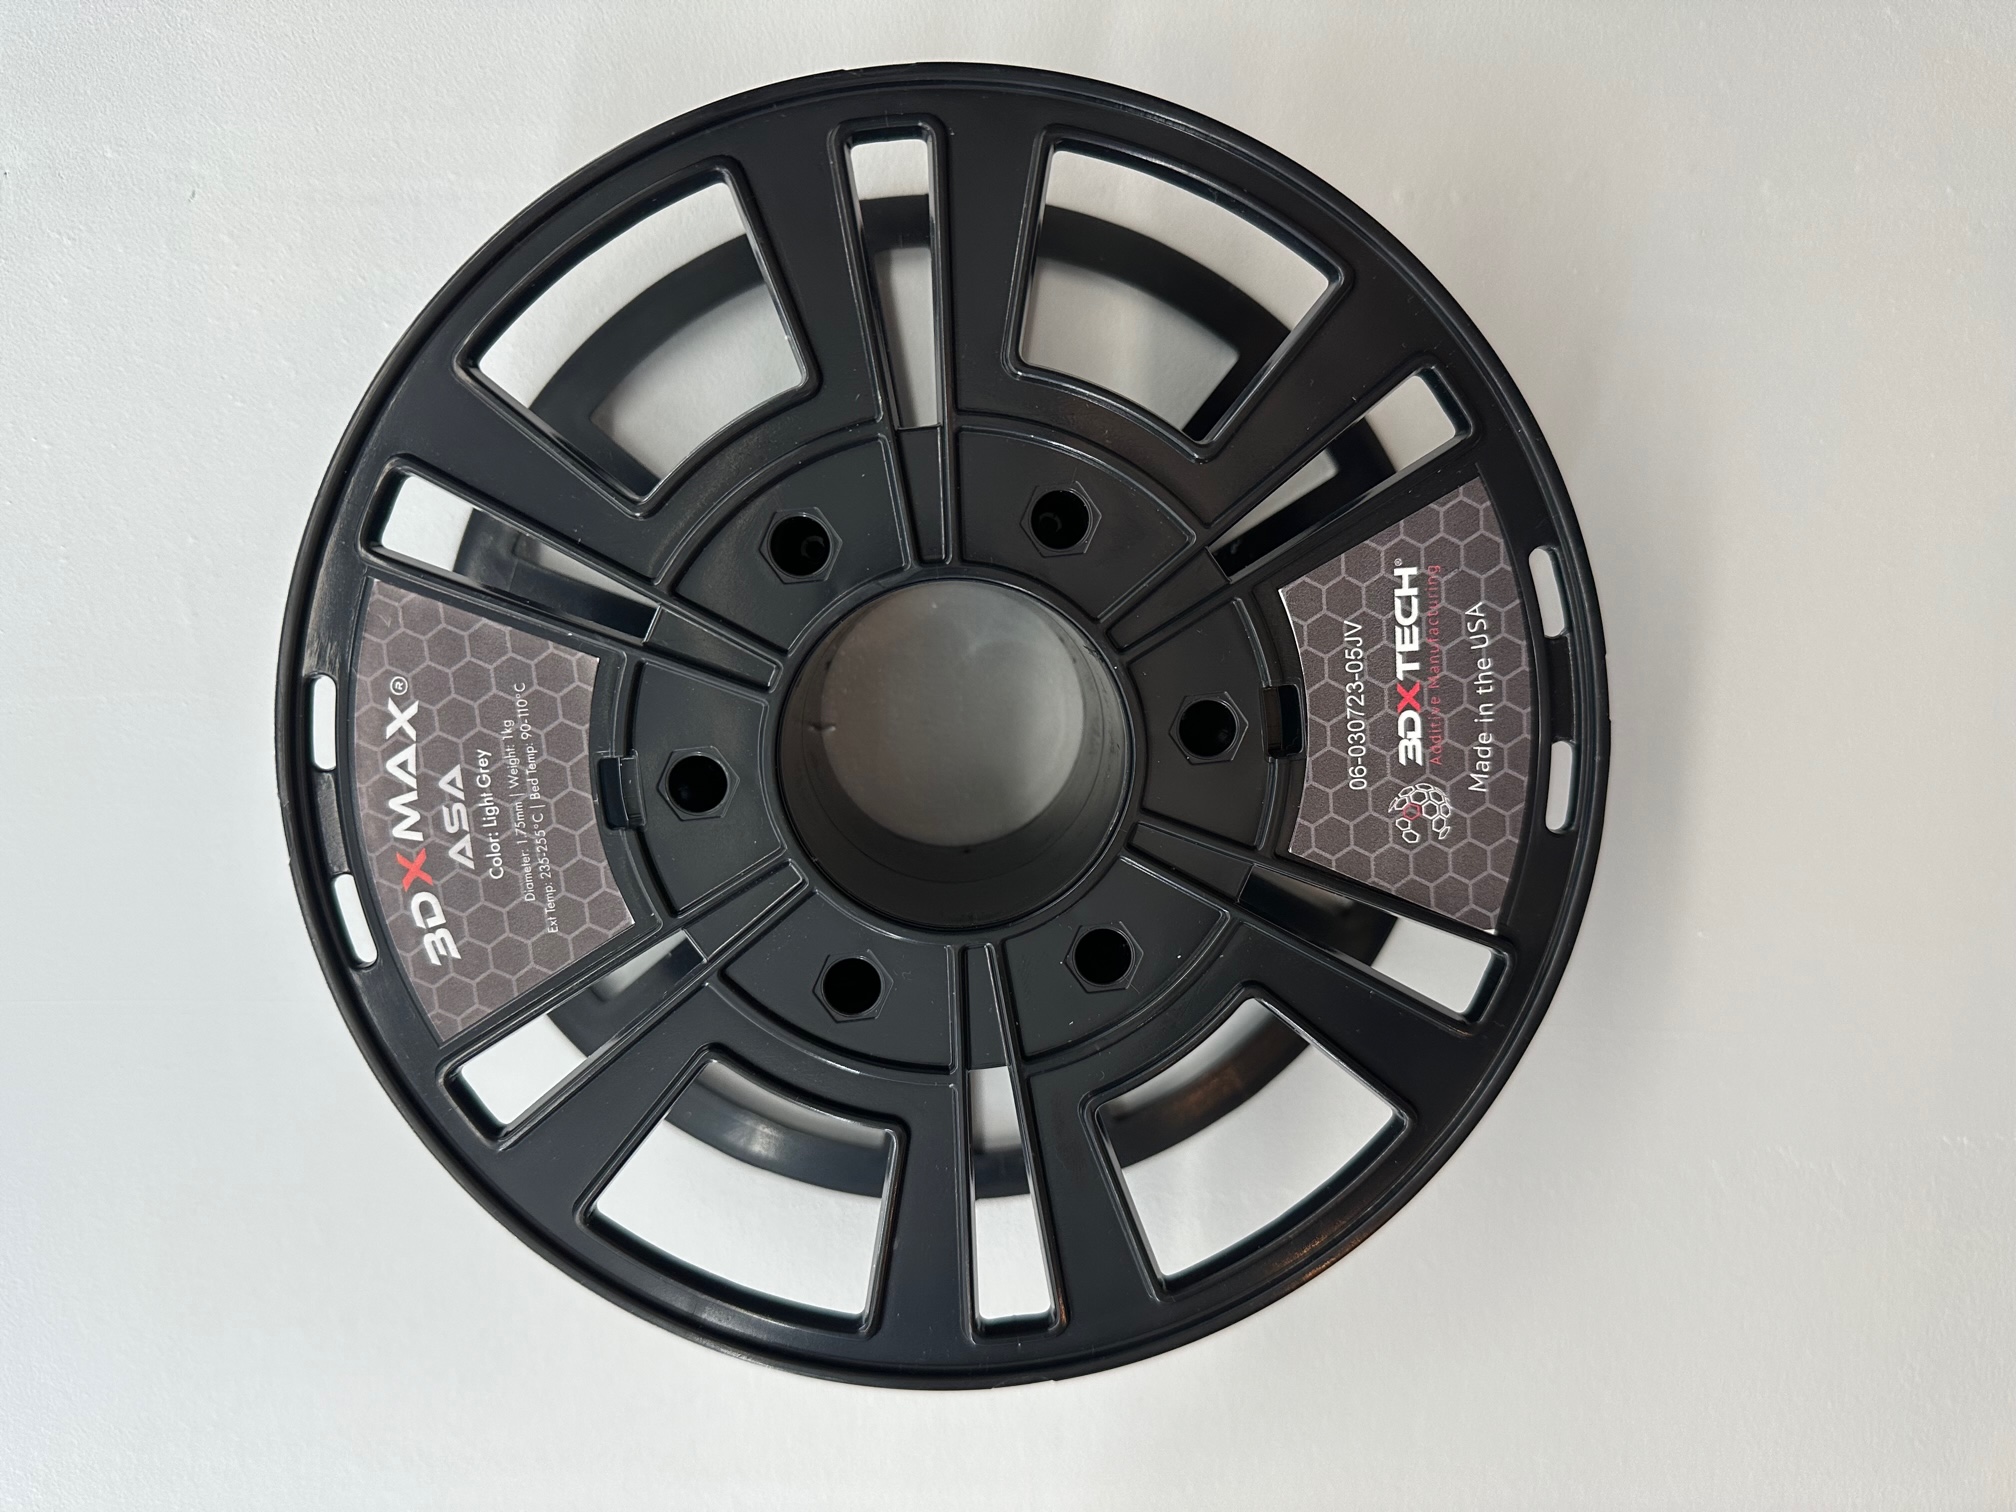 3DXMAX®
ASA
Color: Light Grey
Diameter: 1.75mm | Weight: 1kg
Ext Temp: 235-255°C | Bed Temp: 90-110°C
06-030723-05JV
3DXTECH®
Additive Manufacturing
Made in the USA